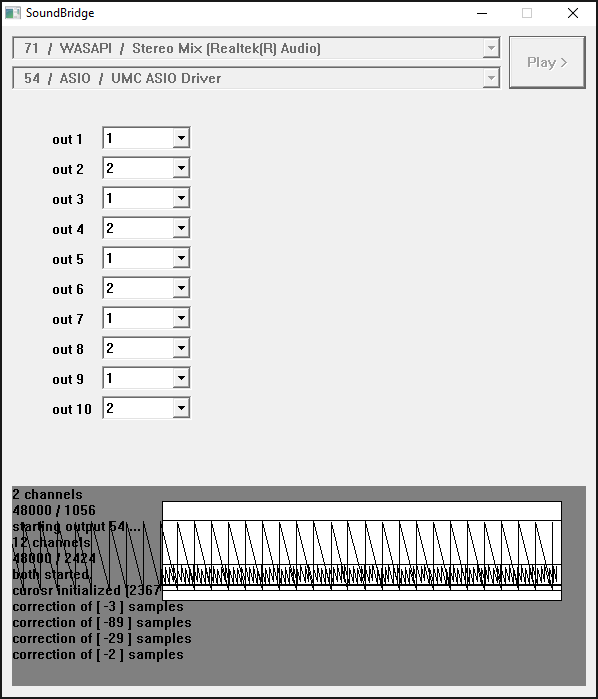 SoundBridge
71 / WASAPI / Stereo Mix (Realtek(R) Audio)
54 / ASIO / UMC ASIO Driver
Play >
out 1 1
out 2 2
out 3 1
out 4 2
out 5 1
out 6 2
out 7 1
out 8 2
out 9 1
out 10 2
2 channels
48000 / 1056
starting output 54 ...
12 channels
48000 / 2424
both started
curosr initialized (2367
correction of [ -3 ] samples
correction of [ -89 ] samples
correction of [ -29 ] samples
correction of [ -2 ] samples